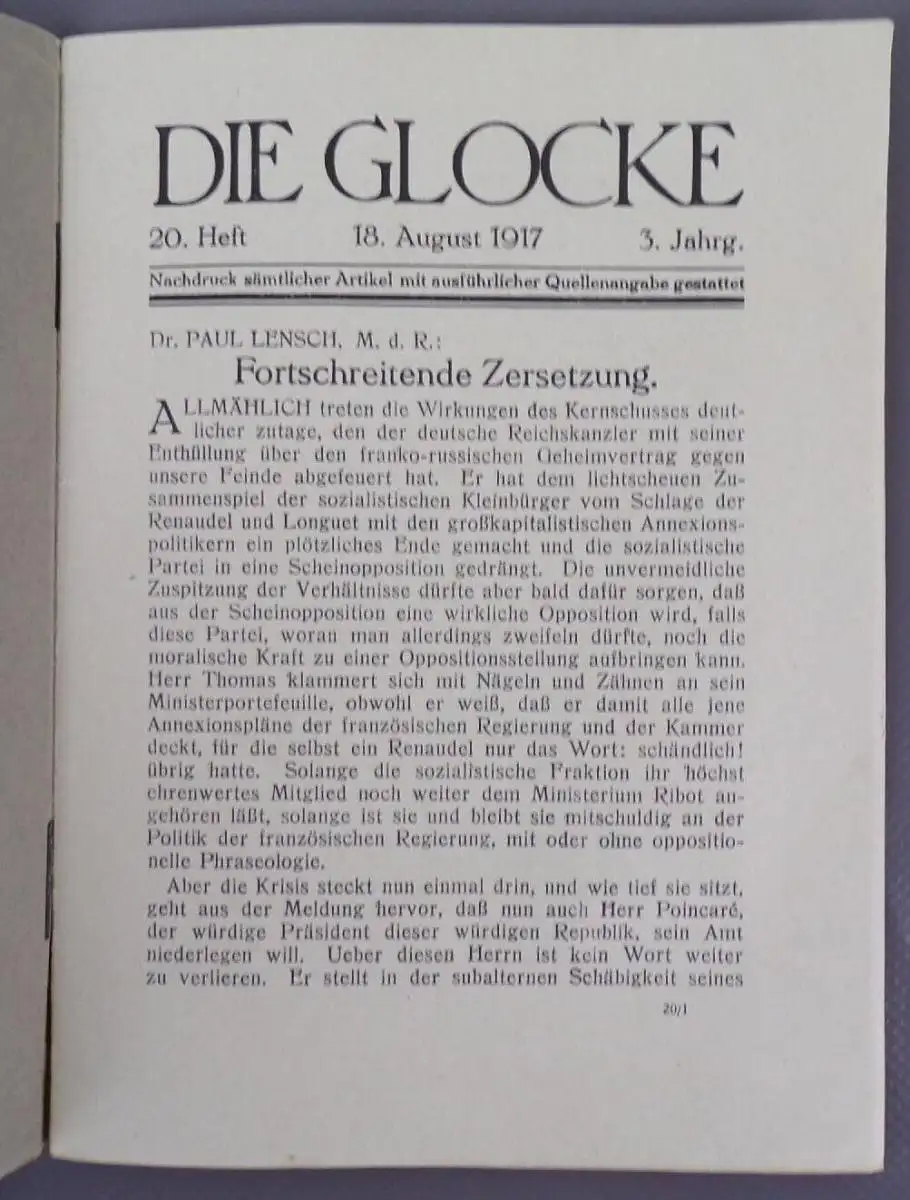 DIE GLOCKE
20. Heft 18. August 1917 3. Jahrg.
Nachdruck sämtlicher Artikel mit ausführlicher Quellenangabe gestattet
Dr. PAUL LENSCH, M. d. R.:
Fortschreitende Zersetzung.
ALLMÄHLICH treten die Wirkungen des Kernschusses deut-
licher zutage, den der deutsche Reichskanzler mit seiner
Enthüllung über den franko-russischen Geheimvertrag gegen
unsere Feinde abgefeuert hat. Er hat dem lichtscheuen Zu-
sammenspiel der sozialistischen Kleinbürger vom Schlage der
Renaudel und Longuet mit den großkapitalistischen Annexions-
politikern ein plötzliches Ende gemacht und die sozialistische
Partei in eine Scheinopposition gedrängt. Die unvermeidliche
Zuspitzung der Verhältnisse dürfte aber bald dafür sorgen, daß
aus der Scheinopposition eine wirkliche Opposition wird, falls
diese Partei, woran man allerdings zweifeln dürfte, noch die
moralische Kraft zu einer Oppositionsstellung aufbringen kann.
Herr Thomas klammert sich mit Nägeln und Zähnen an sein
Ministerportefeuille, obwohl er weiß, daß er damit alle jene
Annexionspläne der französischen Regierung und der Kammer
deckt, für die selbst ein Renaudel nur das Wort: schändlich!
übrig hatte. Solange die sozialistische Fraktion ihr höchst
ehrenwertes Mitglied noch weiter dem Ministerium Ribot an-
gehören läßt, solange ist sie und bleibt sie mitschuldig an der
Politik der französischen Regierung, mit oder ohne oppositio-
nelle Phraseologie.
Aber die Krisis steckt nun einmal drin, und wie tief sie sitzt,
geht aus der Meldung hervor, daß nun auch Herr Poincaré,
der würdige Präsident dieser würdigen Republik, sein Amt
niederlegen will. Ueber diesen Herrn ist kein Wort weiter
zu verlieren. Er stellt in der subalternen Schäbigkeit seines
20/1